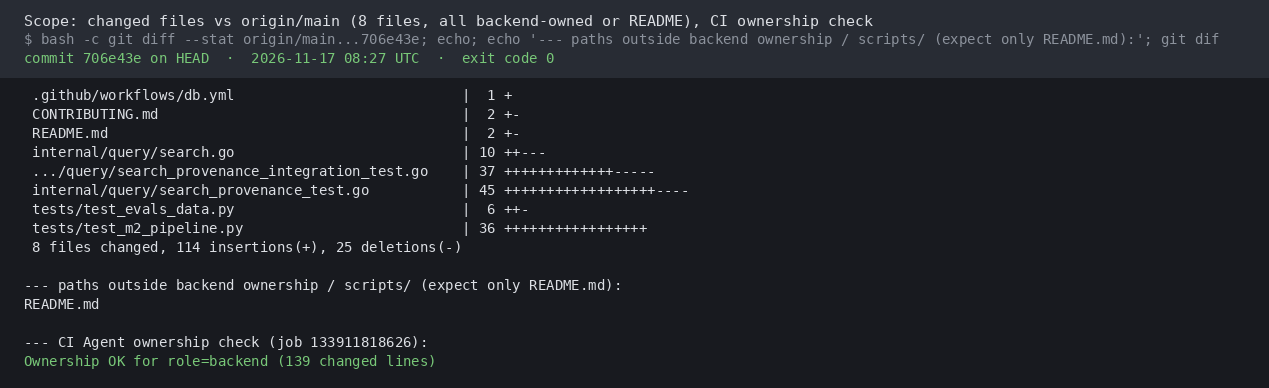 Scope: changed files vs origin/main (8 files, all backend-owned or README), CI ownership check
$ bash -c git diff --stat origin/main...706e43e; echo; echo '--- paths outside backend ownership / scripts/ (expect only README.md):'; git dif
commit 706e43e on HEAD · 2026-11-17 08:27 UTC · exit code 0
.github/workflows/db.yml | 1 +
CONTRIBUTING.md | 2 +-
README.md | 2 +-
internal/query/search.go | 10 ++---
.../query/search_provenance_integration_test.go | 37 +++++++++++++-----
internal/query/search_provenance_test.go | 45 ++++++++++++++++++----
tests/test_evals_data.py | 6 ++-
tests/test_m2_pipeline.py | 36 +++++++++++++++++
8 files changed, 114 insertions(+), 25 deletions(-)
--- paths outside backend ownership / scripts/ (expect only README.md):
README.md
--- CI Agent ownership check (job 133911818626):
Ownership OK for role=backend (139 changed lines)